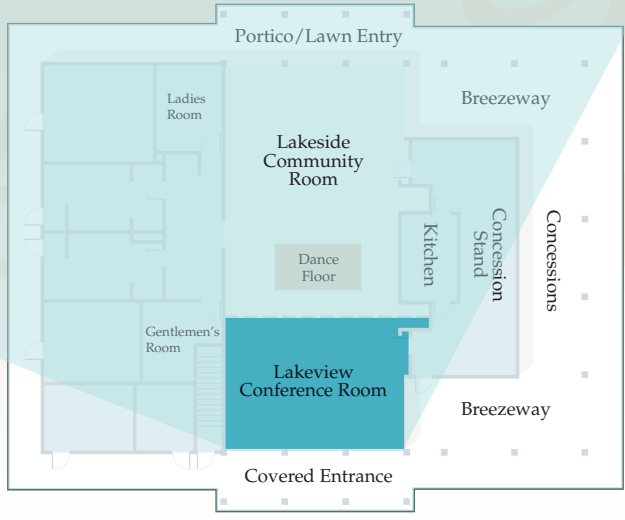 Portico/Lawn Entry
Ladies
Room
Breezeway
Lakeside
Community
Room
Kitchen
Concession
Stand
Concessions
Dance
Floor
Gentlemen's
Room
Lakeview
Conference Room
Breezeway
Covered Entrance